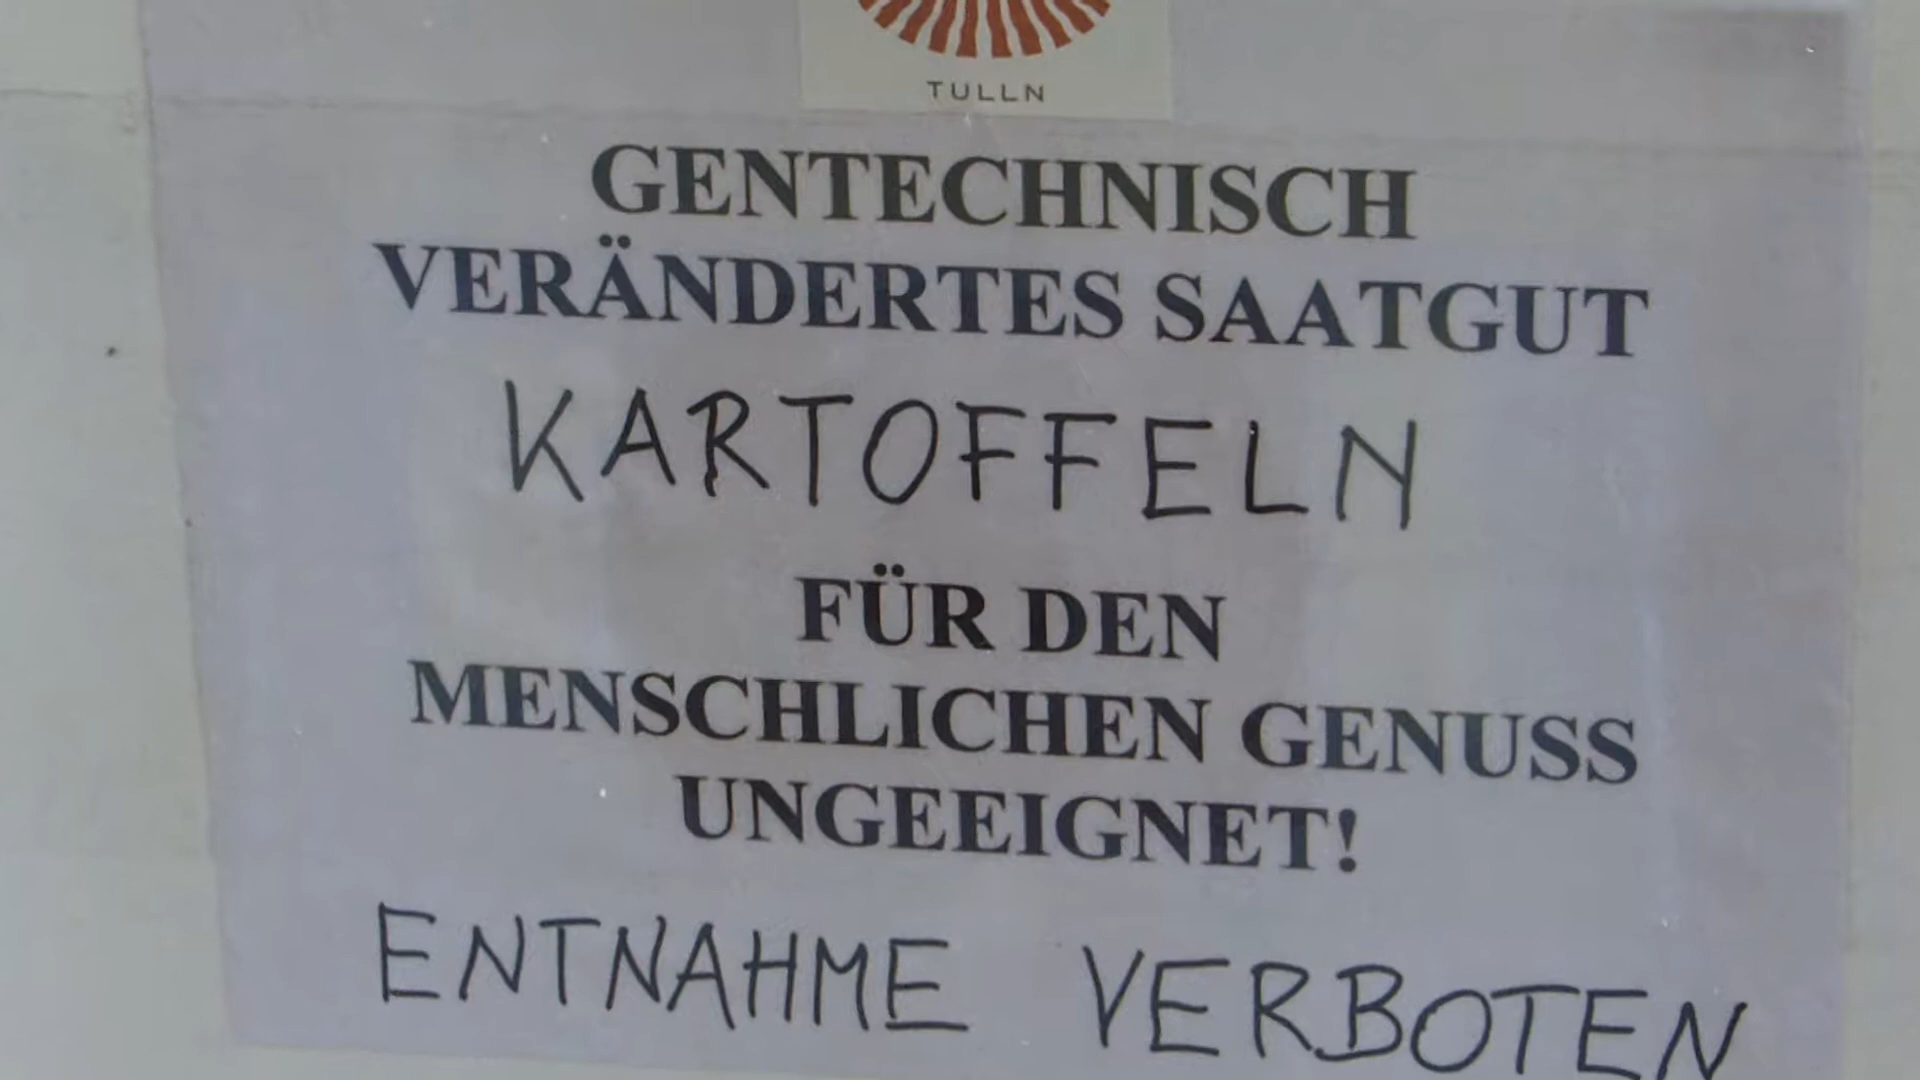 TULLN
GENTECHNISCH
VERÄNDERTES SAATGUT
KARTOFFELN
FÜR DEN
MENSCHLICHEN GENUSS
UNGEEIGNET!
ENTNAHME VERBOTEN